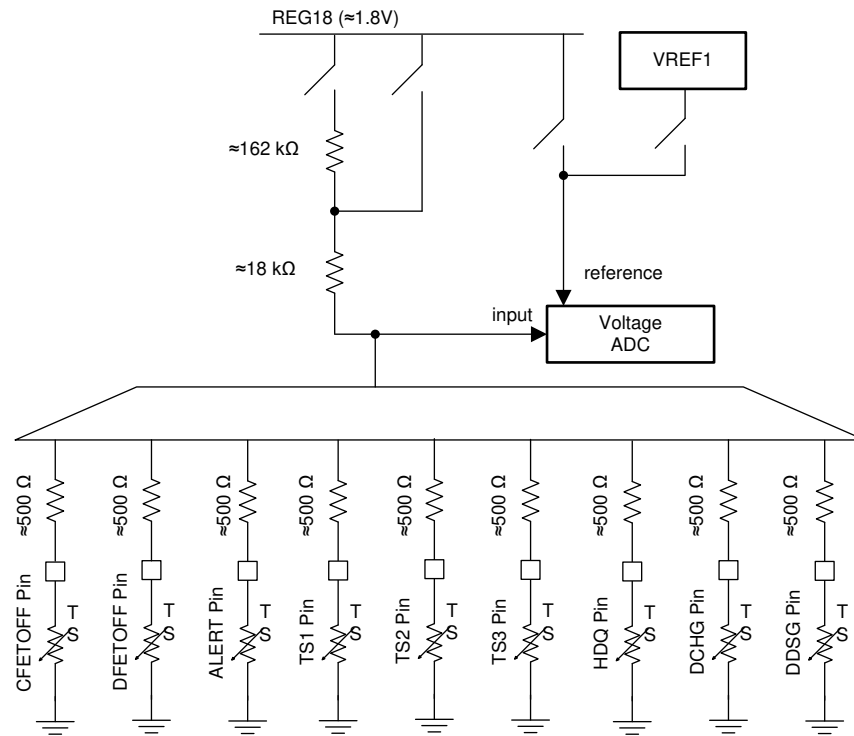 REG18 (≈1.8V)
VREF1
≈162 kΩ
≈18 kΩ
reference
input
Voltage
ADC
≈500 Ω
≈500 Ω
≈500 Ω
≈500 Ω
≈500 Ω
≈500 Ω
≈500 Ω
≈500 Ω
≈500 Ω
CFETOFF Pin
T
S
DFETOFF Pin
T
S
ALERT Pin
T
S
TS1 Pin
T
S
TS2 Pin
T
S
TS3 Pin
T
S
HDQ Pin
T
S
DCHG Pin
T
S
DDSG Pin
T
S